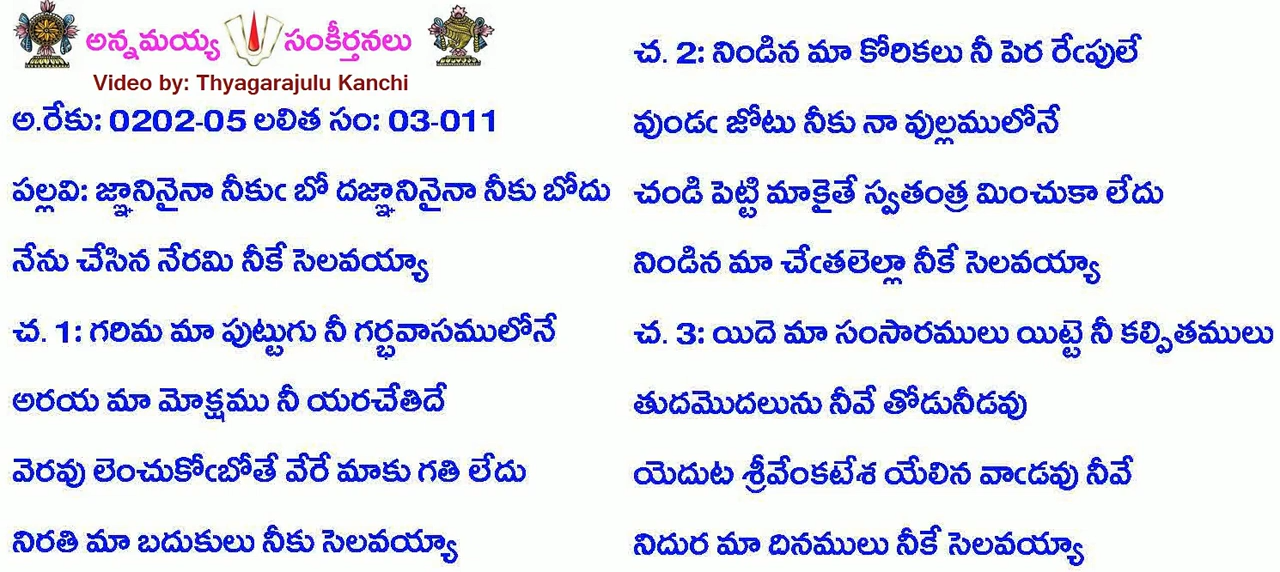 అన్నమయ్య సంకీర్తనలు
Video by: Thyagarajulu Kanchi
అ.రేకు: 0202-05 లలిత సం: 03-011
పల్లవి: జ్ఞానినైనా నీకుఁ బో దజ్ఞానినైనా నీకు బోదు
నేను చేసిన నేరమి నీకే సెలవయ్యా
చ. 1: గరిమ మా పుట్టుగు నీ గర్భవాసములోనే
అరయ మా మోక్షము నీ యరచేతిదే
వెరవు లెంచుకోఁబోతే వేరే మాకు గతి లేదు
నిరతి మా బదుకులు నీకు సెలవయ్యా
చ. 2: నిండిన మా కోరికలు నీ పెర రేఁపులే
వుండఁ జోటు నీకు నా వుల్లములోనే
చండి పెట్టి మాకైతే స్వతంత్ర మించుకా లేదు
నిండిన మా చేఁతలెల్లా నీకే సెలవయ్యా
చ. 3: యిదె మా సంసారములు యిట్టె నీ కల్పితములు
తుదమొదలును నీవే తోడునీడవు
యెదుట శ్రీవేంకటేశ యేలిన వాఁడవు నీవే
నిదుర మా దినములు నీకే సెలవయ్యా